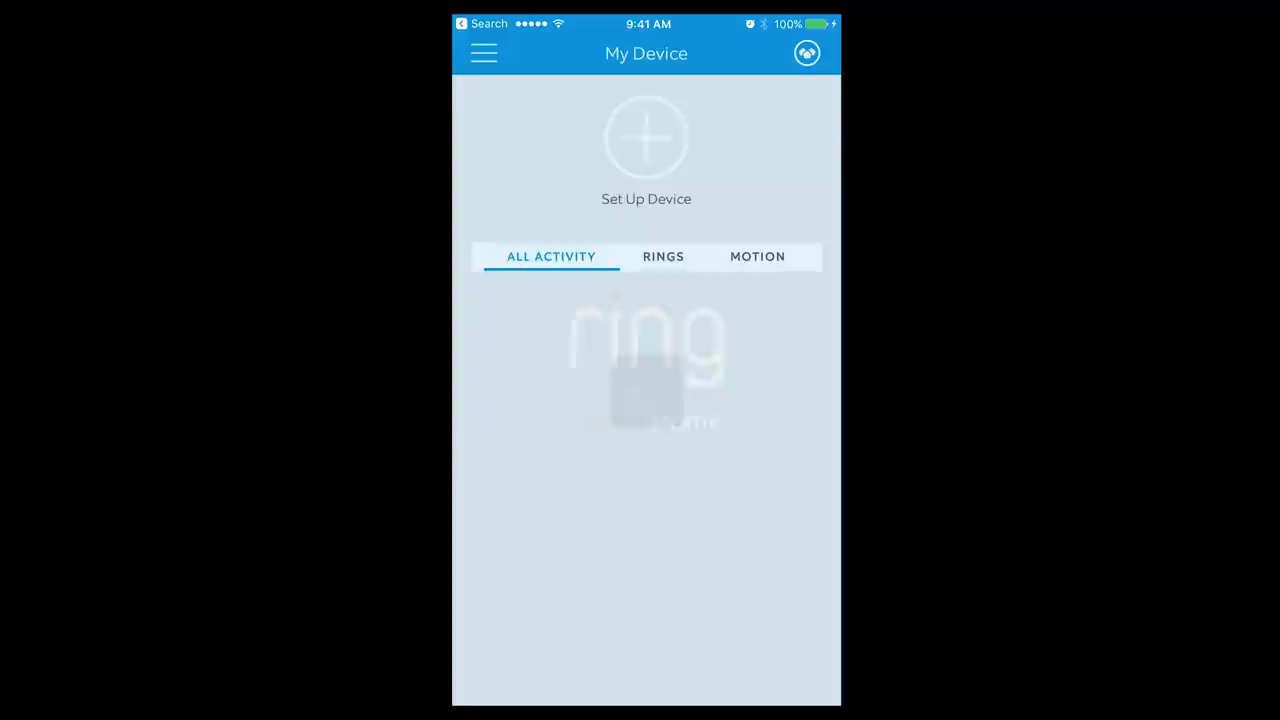 Search
9:41 AM
100%
My Device
Set Up Device
ALL ACTIVITY
RINGS
MOTION
ring